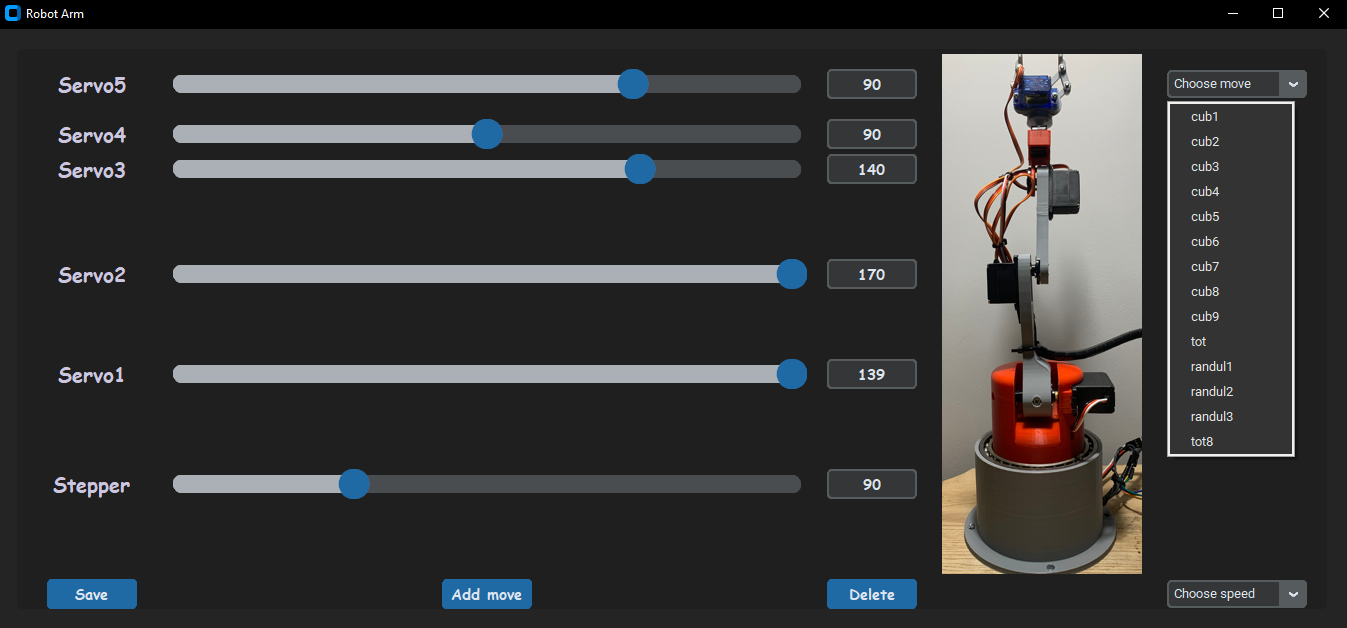 Robot Arm
Servo5 90
Choose move
Servo4 90
Servo3 140
Servo2 170
Servo1 139
Stepper 90
cub1
cub2
cub3
cub4
cub5
cub6
cub7
cub8
cub9
tot
randul1
randul2
randul3
tot8
Save Add move Delete
Choose speed